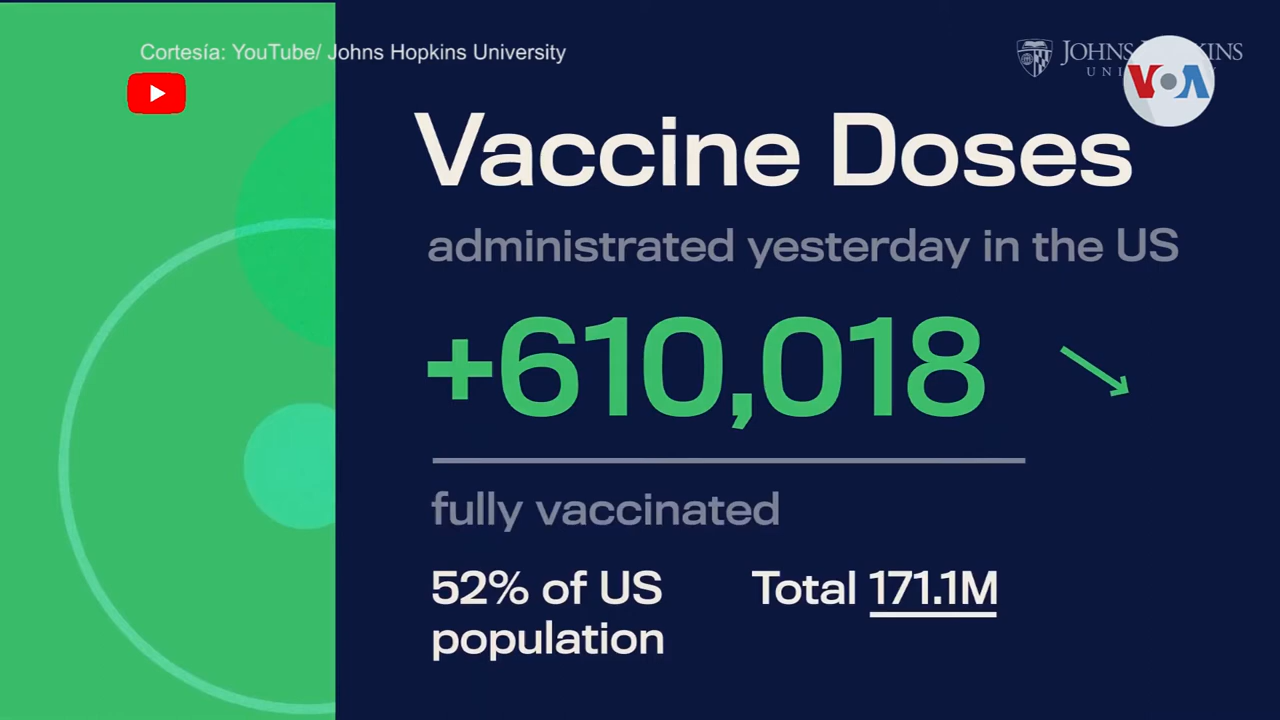 Cortesía: YouTube/ Johns Hopkins University
VOA
Vaccine Doses
administrated yesterday in the US
+610,018
fully vaccinated
52% of US
population
Total 171.1M